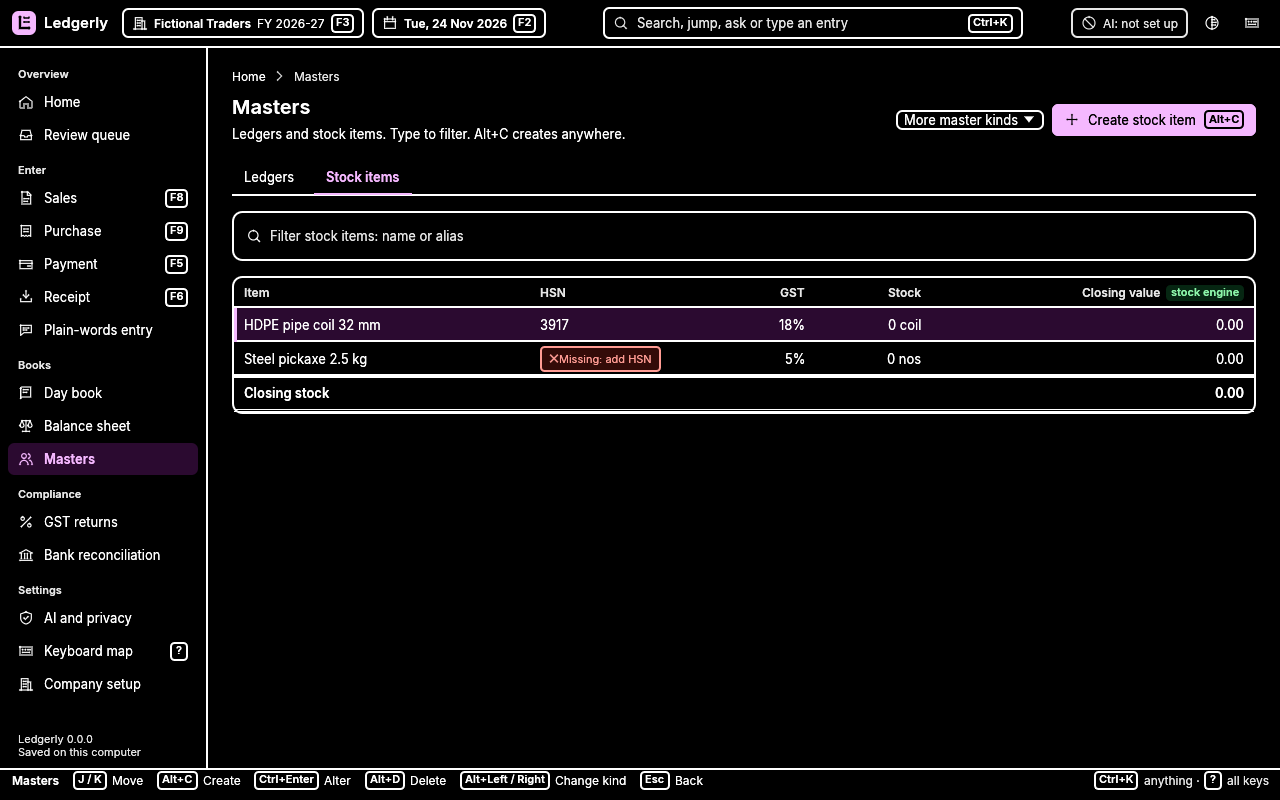 Ledgerly
Fictional Traders FY 2026-27 F3
Tue, 24 Nov 2026 F2
Search, jump, ask or type an entry Ctrl+K
AI: not set up
Overview
Home
Review queue
Enter
Sales F8
Purchase F9
Payment F5
Receipt F6
Plain-words entry
Books
Day book
Balance sheet
Masters
Compliance
GST returns
Bank reconciliation
Settings
AI and privacy
Keyboard map ?
Company setup
Ledgerly 0.0.0
Saved on this computer
Home Masters
Masters
Ledgers and stock items. Type to filter. Alt+C creates anywhere.
More master kinds
Create stock item Alt+C
Ledgers Stock items
Filter stock items: name or alias
Item HSN GST Stock Closing value stock engine
HDPE pipe coil 32 mm 3917 18% 0 coil 0.00
Steel pickaxe 2.5 kg Missing: add HSN 5% 0 nos 0.00
Closing stock 0.00
Masters J / K Move Alt+C Create Ctrl+Enter Alter Alt+D Delete Alt+Left / Right Change kind Esc Back Ctrl+K anything · ? all keys